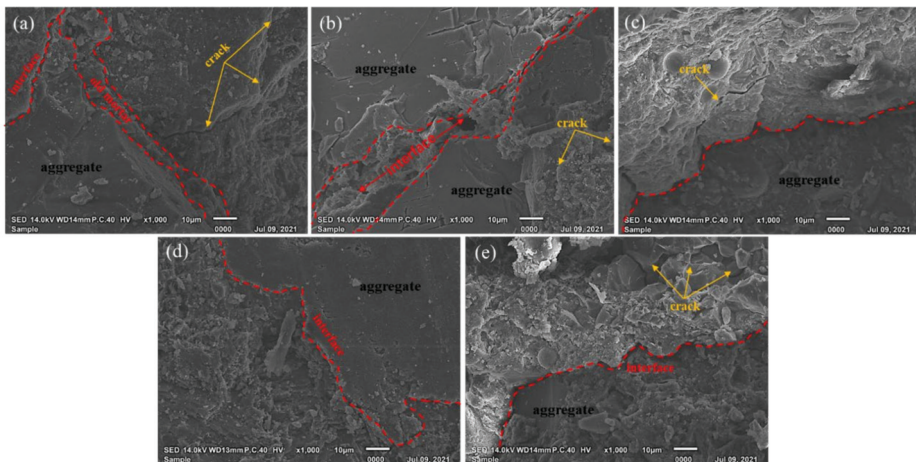 (a)
crack
interface
old mortar
aggregate
SED 14.0kV WD14mm P.C.40 HV x1,000 10μm
Sample 0000 Jul 09, 2021
(b)
aggregate
crack
interface
aggregate
SED 14.0kV WD14mm P.C.40 HV x1,000 10μm
Sample 0000 Jul 09, 2021
(c)
crack
aggregate
SED 14.0kV WD14mm P.C.40 HV x1,000 10μm
Sample 0000 Jul 09, 2021
(d)
aggregate
interface
SED 14.0kV WD13mm P.C.40 HV x1,000 10μm
Sample 0000 Jul 09, 2021
(e)
crack
interface
aggregate
SED 14.0kV WD14mm P.C.40 HV x1,000 10μm
Sample 0000 Jul 09, 2021